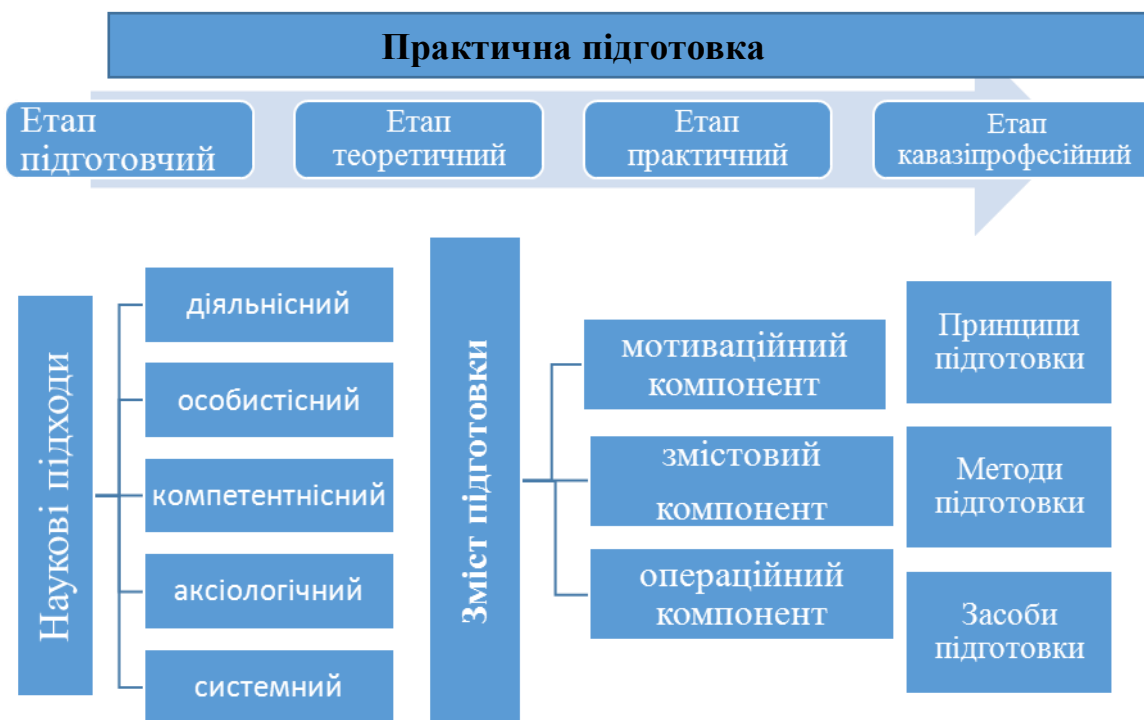 Практична підготовка
Етап
підготовчий
Етап
теоретичний
Етап
практичний
Етап
кавазіпрофесійний
Наукові підходи
діяльнісний
особистісний
компетентнісний
аксіологічний
системний
Зміст підготовки
мотиваційний
компонент
змістовий
компонент
операційний
компонент
Принципи
підготовки
Методи
підготовки
Засоби
підготовки